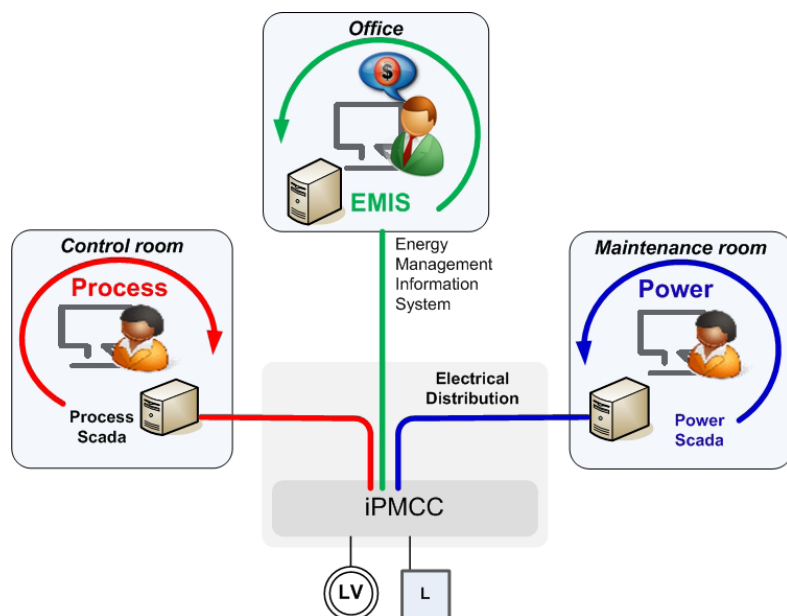 Office
$
EMIS
Energy
Management
Information
System
Control room
Process
Process
Scada
Maintenance room
Power
Power
Scada
Electrical
Distribution
iPMCC
LV
L